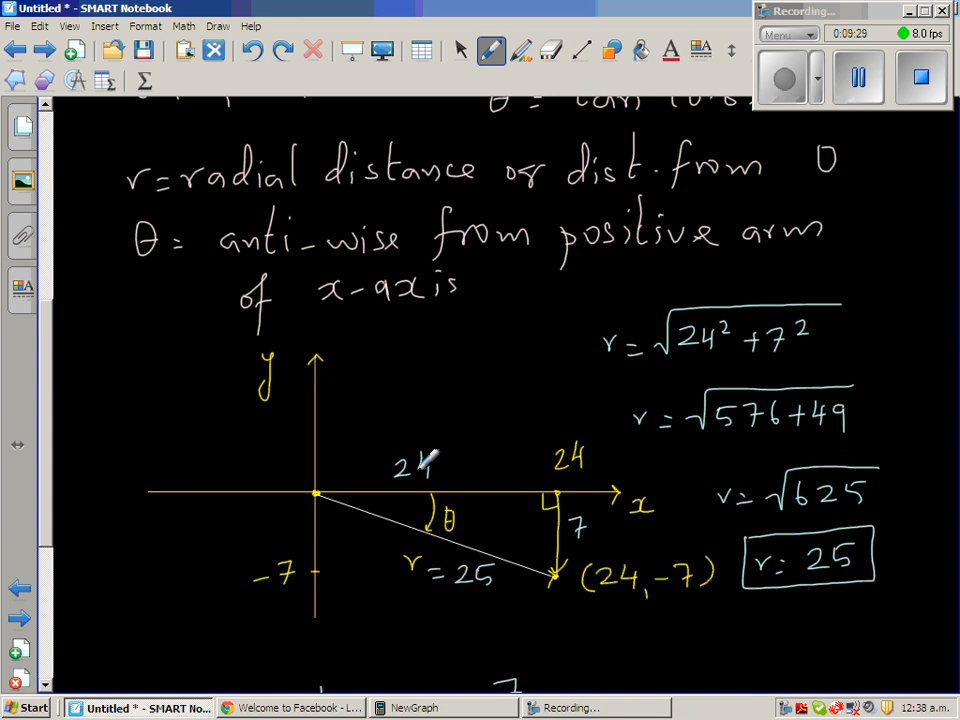 Untitled * - SMART Notebook
File Edit View Insert Format Math Draw Help
Recording...
Menu
0:09:29
8.0 fps
r = radial distance or dist. from O
θ = anti-wise from positive arm
of x-axis
r = √24² + 7²
y
r = √576 + 49
24 24
r = √625
x
θ
7
-7
r = 25
(24, -7)
r = 25
7
Start
Untitled * - SMART No...
Welcome to Facebook - L...
NewGraph
Recording...
12:38 a.m.